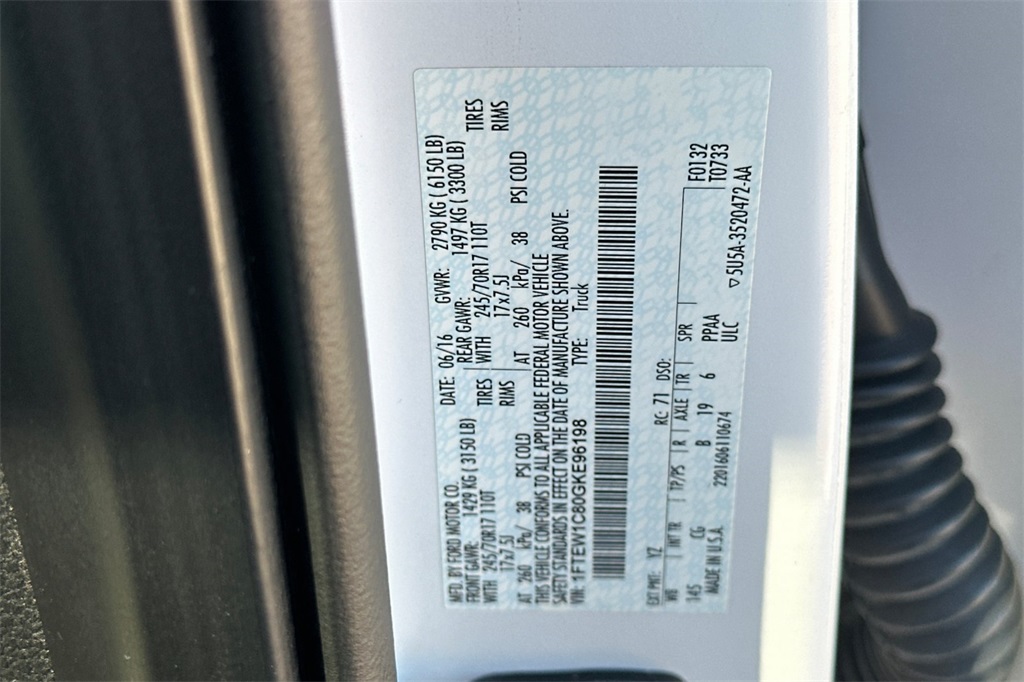 MFD. BY FORD MOTOR CO. DATE: 06/16 GVWR: 2790 KG ( 6150 LB)
FRONT GAWR: 1429 KG ( 3150 LB) REAR GAWR: 1497 KG ( 3300 LB)
WITH 245/70R17 110T TIRES WITH 245/70R17 110T TIRES
17x7.5J RIMS 17x7.5J RIMS
AT 260 kPa/ 38 PSI COLD AT 260 kPa/ 38 PSI COLD
THIS VEHICLE CONFORMS TO ALL APPLICABLE FEDERAL MOTOR VEHICLE
SAFETY STANDARDS IN EFFECT ON THE DATE OF MANUFACTURE SHOWN ABOVE.
VIN: 1FTEW1C80GKE96198 TYPE: Truck
EXT PNT: YZ RC: 71 DSO: F0132
WB INT TR TP/PS R AXLE TR SPR T0733
145 CG B 19 6 PPAA
MADE IN U.S.A. 2201606110674 ULC
5U5A-3520472-AA